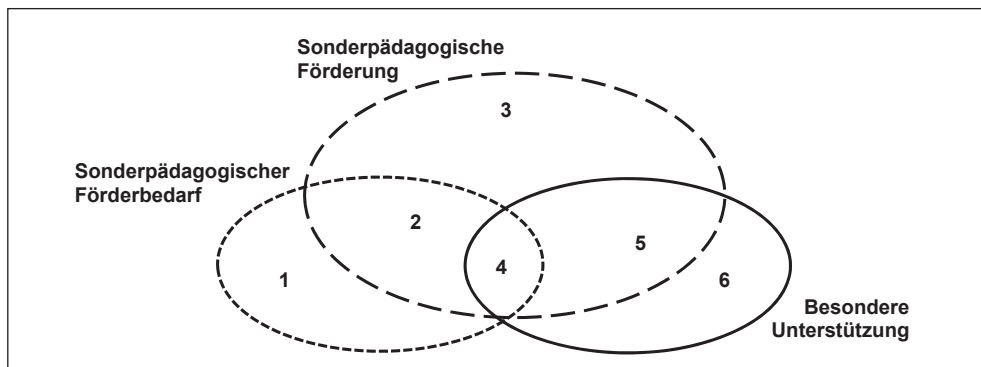 Sonderpädagogische
Förderung
3
Sonderpädagogischer
Förderbedarf
2
5
4
1
6
Besondere
Unterstützung